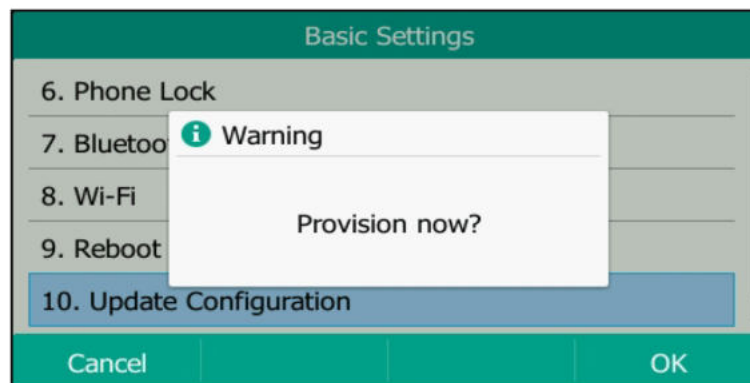 Basic Settings
6. Phone Lock
7. Bluetoo
Warning
8. Wi-Fi
Provision now?
9. Reboot
10. Update Configuration
Cancel OK